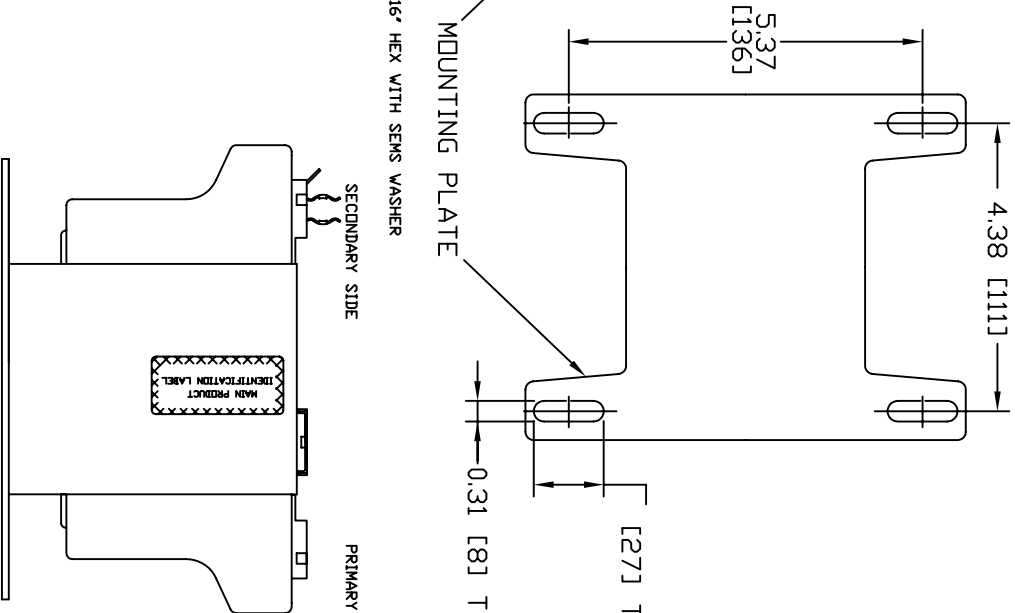 5.37
[136]
4.38 [111]
MOUNTING PLATE
16" HEX WITH SEMS WASHER
[27] T
0.31 [8] T
SECONDARY SIDE
PRIMARY
MAIN PRODUCT
IDENTIFICATION LABEL